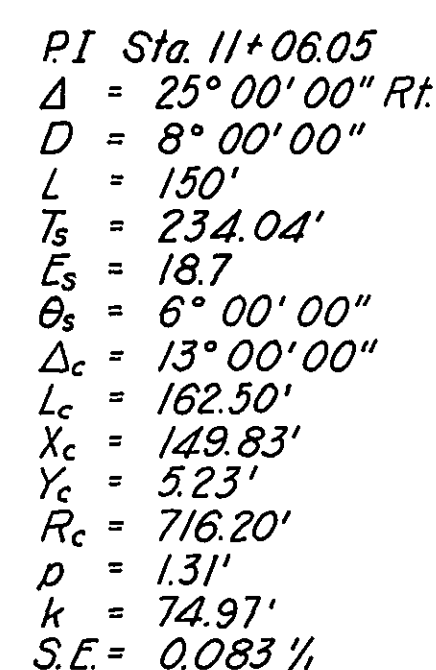 P.I Sta. 11+06.05
Δ = 25° 00' 00" Rt.
D = 8° 00' 00"
L = 150'
Ts = 234.04'
Es = 18.7
θs = 6° 00' 00"
Δc = 13° 00' 00"
Lc = 162.50'
Xc = 149.83'
Yc = 5.23'
Rc = 716.20'
p = 1.31'
k = 74.97'
S.E. = 0.083 '/'